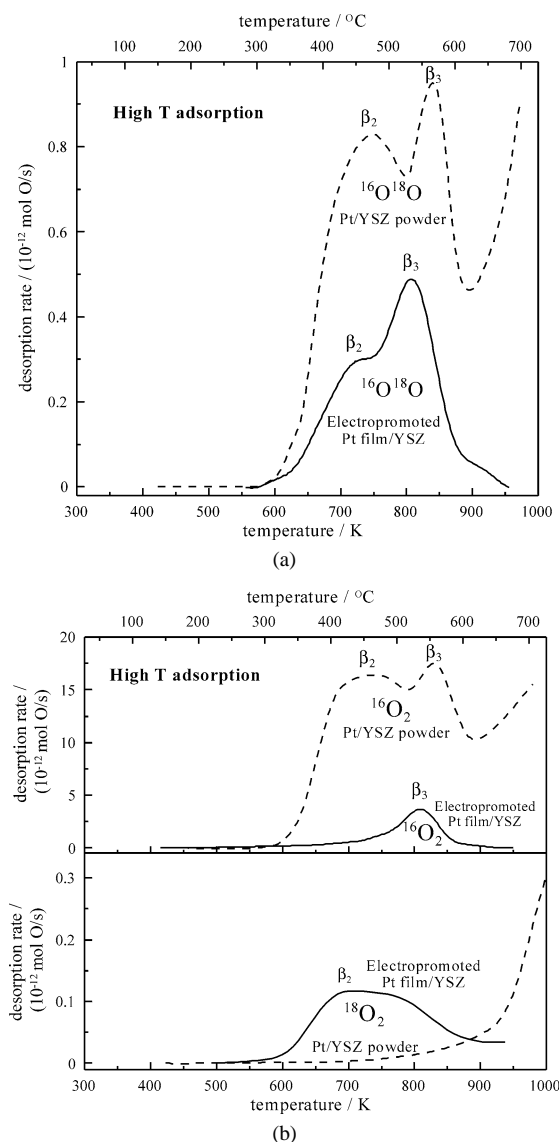 temperature / °C
0 100 200 300 400 500 600 700
1
0.8
0.6
0.4
0.2
0
High T adsorption
desorption rate / (10⁻¹² mol O/s)
β₃
β₂
¹⁶O¹⁸O
Pt/YSZ powder
β₃
β₂
¹⁶O¹⁸O
Electropromoted
Pt film/YSZ
300 400 500 600 700 800 900 1000
temperature / K
(a)
temperature / °C
100 200 300 400 500 600 700
20
15
10
5
0
High T adsorption
desorption rate /
(10⁻¹² mol O/s)
β₂
β₃
¹⁶O₂
Pt/YSZ powder
β₃
Electropromoted
Pt film/YSZ
¹⁶O₂
0.3
0.2
0.1
0
desorption rate /
(10⁻¹² mol O/s)
β₂
Electropromoted
Pt film/YSZ
¹⁸O₂
Pt/YSZ powder
300 400 500 600 700 800 900 1000
temperature / K
(b)